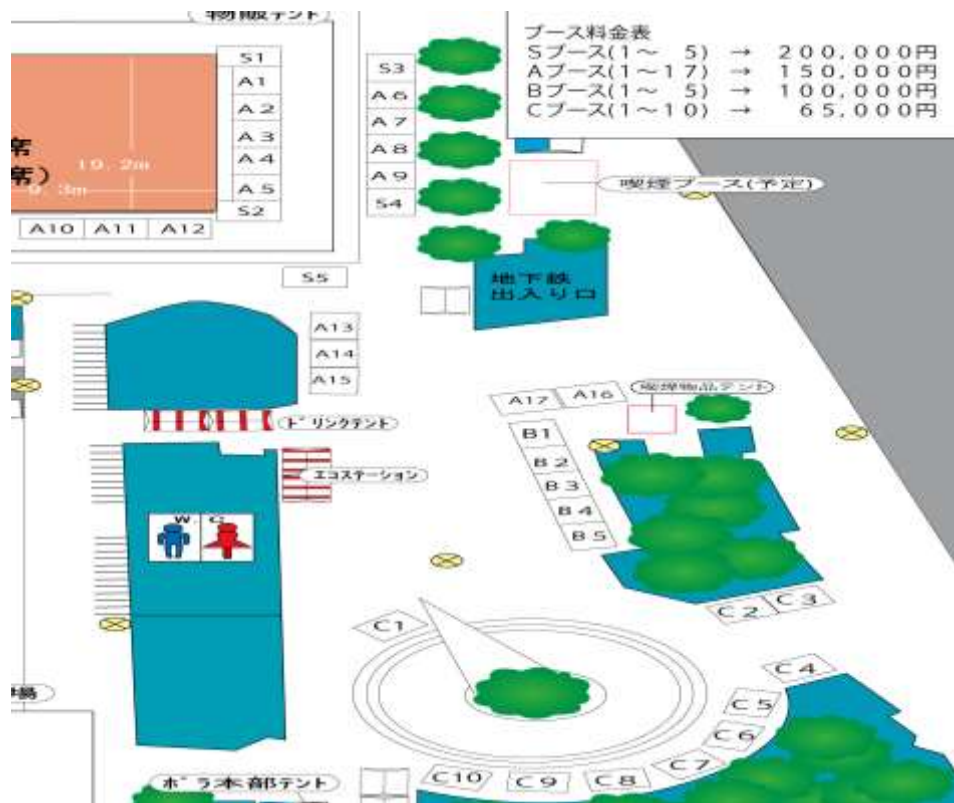 物販テント
ブース料金表
Sブース(1～ 5) → 200,000円
Aブース(1～17) → 150,000円
Bブース(1～ 5) → 100,000円
Cブース(1～10) → 65,000円
S1
A1
A2
A3
A4
A5
S2
S3
A6
A7
A8
A9
S4
席
席)
19.2m
9.3m
喫煙ブース(予定)
A10 A11 A12
S5
地下鉄
出入り口
A13
A14
A15
喫煙物品テント
A17 A16
ドリンクテント
B1
B2
B3
B4
B5
エコステーション
W.C
C1
C2 C3
C4
C5
C6
C7
C8
C9
C10
ボラ本部テント